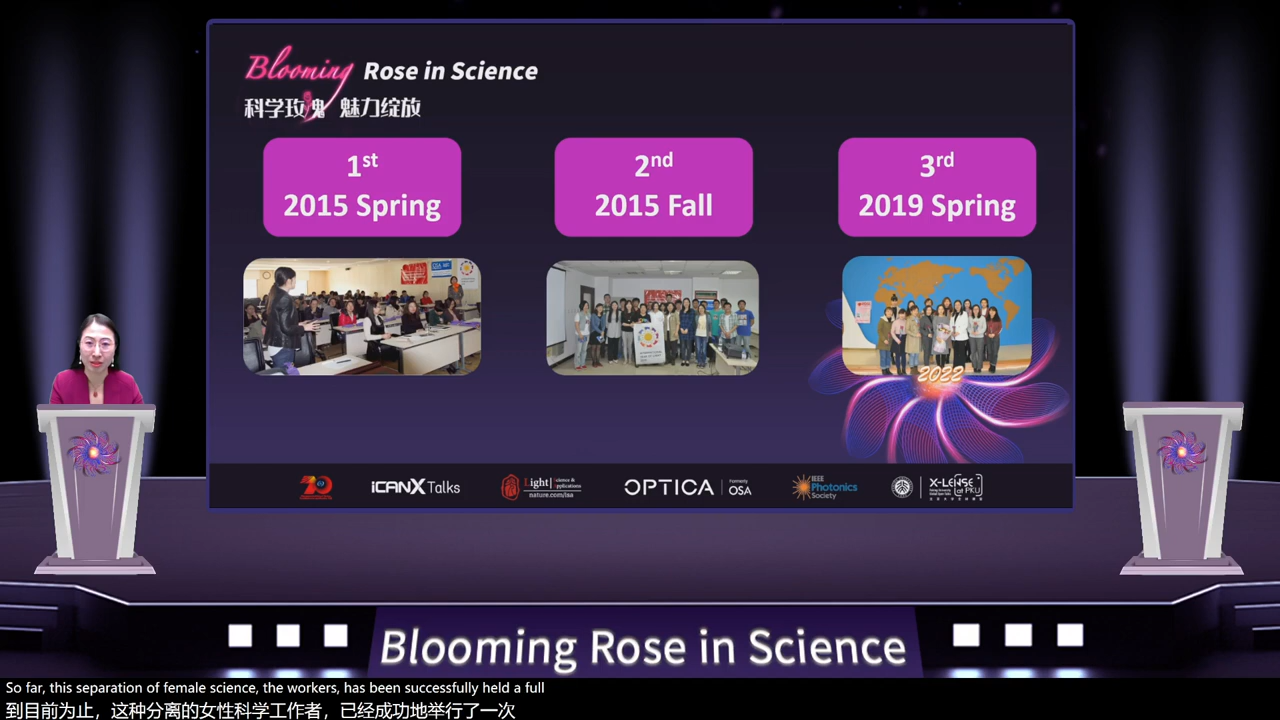 Blooming Rose in Science
科学玫瑰 魅力绽放
1st
2015 Spring
2nd
2015 Fall
3rd
2019 Spring
2022
iCANX Talks
Light Science & Applications
nature.com/lsa
OPTICA Formerly OSA
IEEE Photonics Society
X-LENSE @PKU
Blooming Rose in Science
So far, this separation of female science, the workers, has been successfully held a full
到目前为止，这种分离的女性科学工作者，已经成功地举行了一次